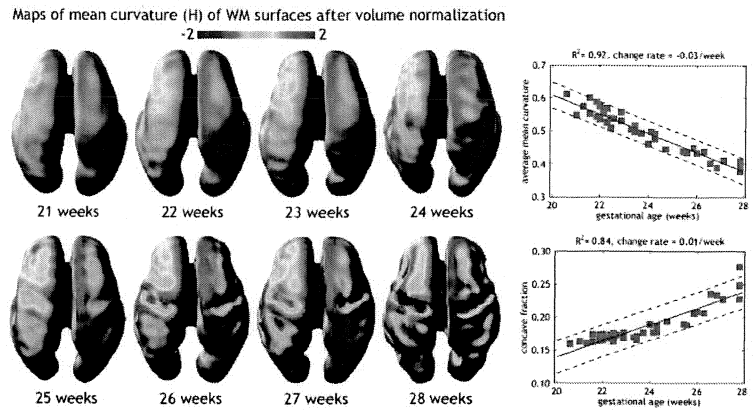 Maps of mean curvature (H) of WM surfaces after volume normalization
-2 2
21 weeks 22 weeks 23 weeks 24 weeks
25 weeks 26 weeks 27 weeks 28 weeks
R²= 0.92, change rate = -0.03/week
average mean curvature
0.7
0.6
0.5
0.4
0.3
20 22 24 26 28
gestational age (weeks)
R²= 0.84, change rate = 0.01/week
concave fraction
0.30
0.25
0.20
0.15
0.10
20 22 24 26 28
gestational age (weeks)